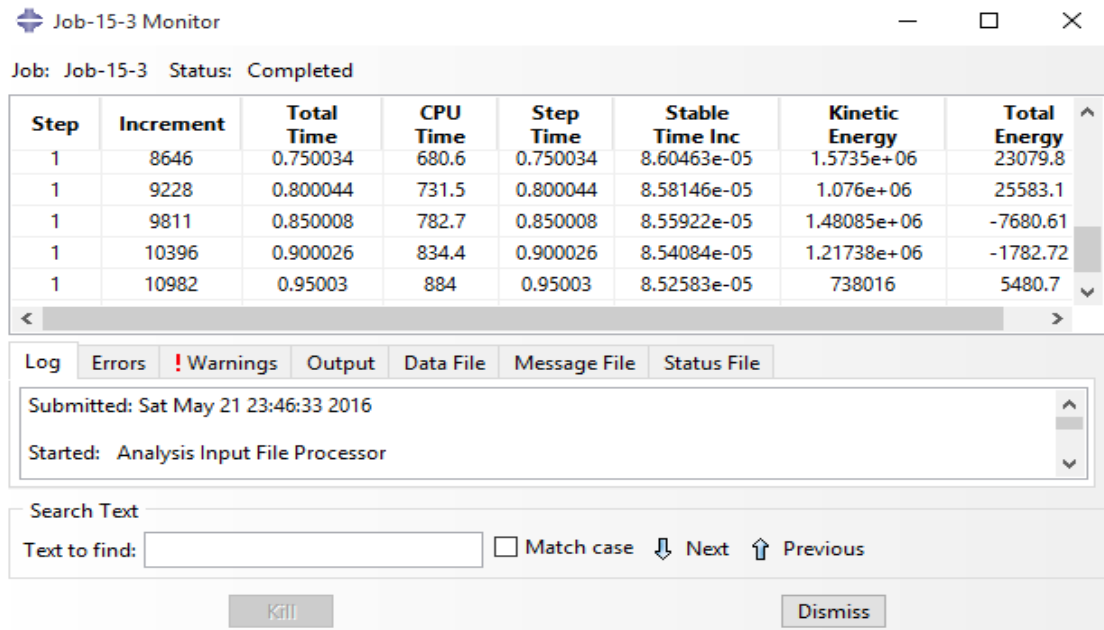 Job-15-3 Monitor
Job: Job-15-3 Status: Completed
Step Increment Total Time CPU Time Step Time Stable Time Inc Kinetic Energy Total Energy
1 8646 0.750034 680.6 0.750034 8.60463e-05 1.5735e+06 23079.8
1 9228 0.800044 731.5 0.800044 8.58146e-05 1.076e+06 25583.1
1 9811 0.850008 782.7 0.850008 8.55922e-05 1.48085e+06 -7680.61
1 10396 0.900026 834.4 0.900026 8.54084e-05 1.21738e+06 -1782.72
1 10982 0.95003 884 0.95003 8.52583e-05 738016 5480.7
Log Errors ! Warnings Output Data File Message File Status File
Submitted: Sat May 21 23:46:33 2016
Started: Analysis Input File Processor
Search Text
Text to find: Match case Next Previous
Kill Dismiss